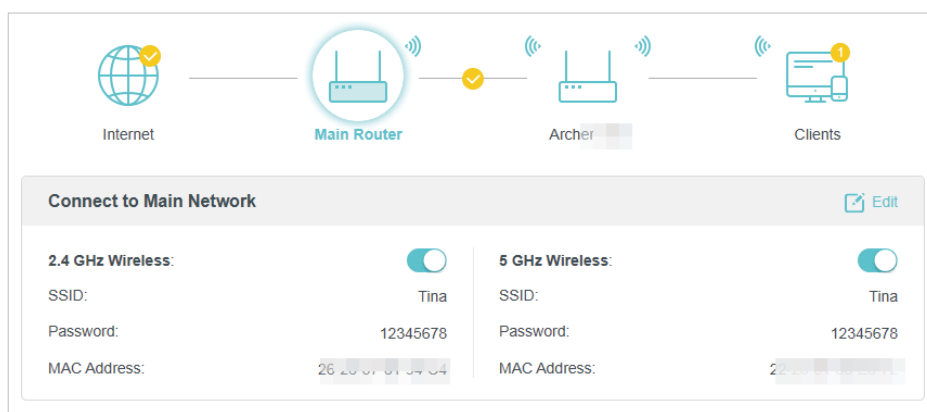 1
Internet
Main Router
Archer
Clients
Connect to Main Network
Edit
2.4 GHz Wireless:
5 GHz Wireless:
SSID: Tina
SSID: Tina
Password: 12345678
Password: 12345678
MAC Address:
MAC Address: